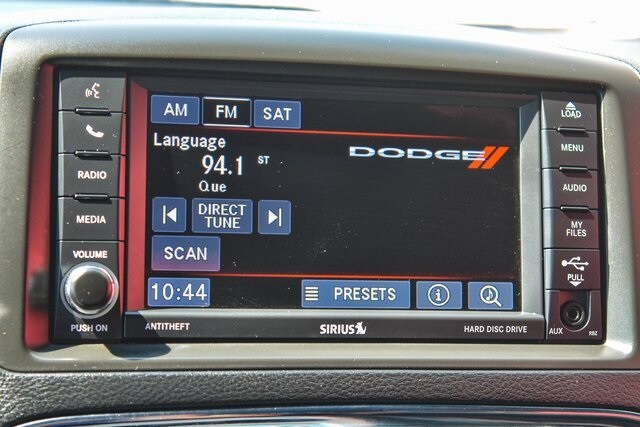 LOAD
AM FM SAT
Language
MENU
94.1 ST
DODGE
Que
RADIO
AUDIO
DIRECT
TUNE
MEDIA
MY
FILES
SCAN
VOLUME
PULL
10:44
PRESETS
PUSH ON
ANTITHEFT
SIRIUS
HARD DISC DRIVE
AUX
RBZ